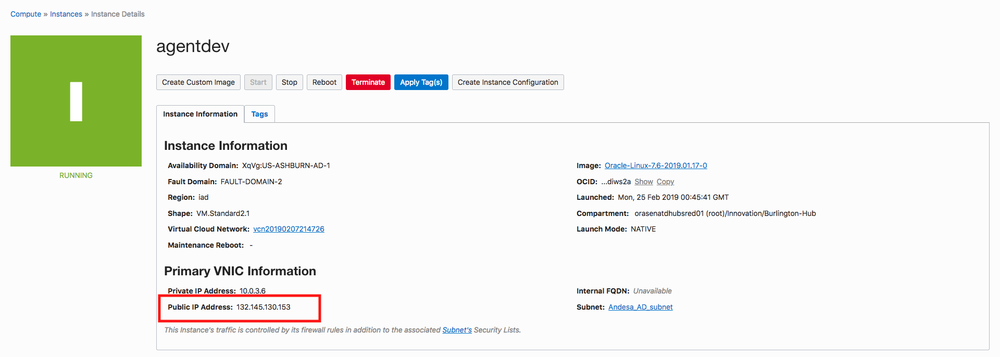 Compute » Instances » Instance Details
I
RUNNING
agentdev
Create Custom Image Start Stop Reboot Terminate Apply Tag(s) Create Instance Configuration
Instance Information Tags
Instance Information
Availability Domain: XqVg:US-ASHBURN-AD-1
Fault Domain: FAULT-DOMAIN-2
Region: iad
Shape: VM.Standard2.1
Virtual Cloud Network: vcn20190207214726
Maintenance Reboot: -
Image: Oracle-Linux-7.6-2019.01.17-0
OCID: ...diws2a Show Copy
Launched: Mon, 25 Feb 2019 00:45:41 GMT
Compartment: orasenatdhubsred01 (root)/Innovation/Burlington-Hub
Launch Mode: NATIVE
Primary VNIC Information
Private IP Address: 10.0.3.6
Public IP Address: 132.145.130.153
Internal FQDN: Unavailable
Subnet: Andesa_AD_subnet
This Instance's traffic is controlled by its firewall rules in addition to the associated Subnet's Security Lists.